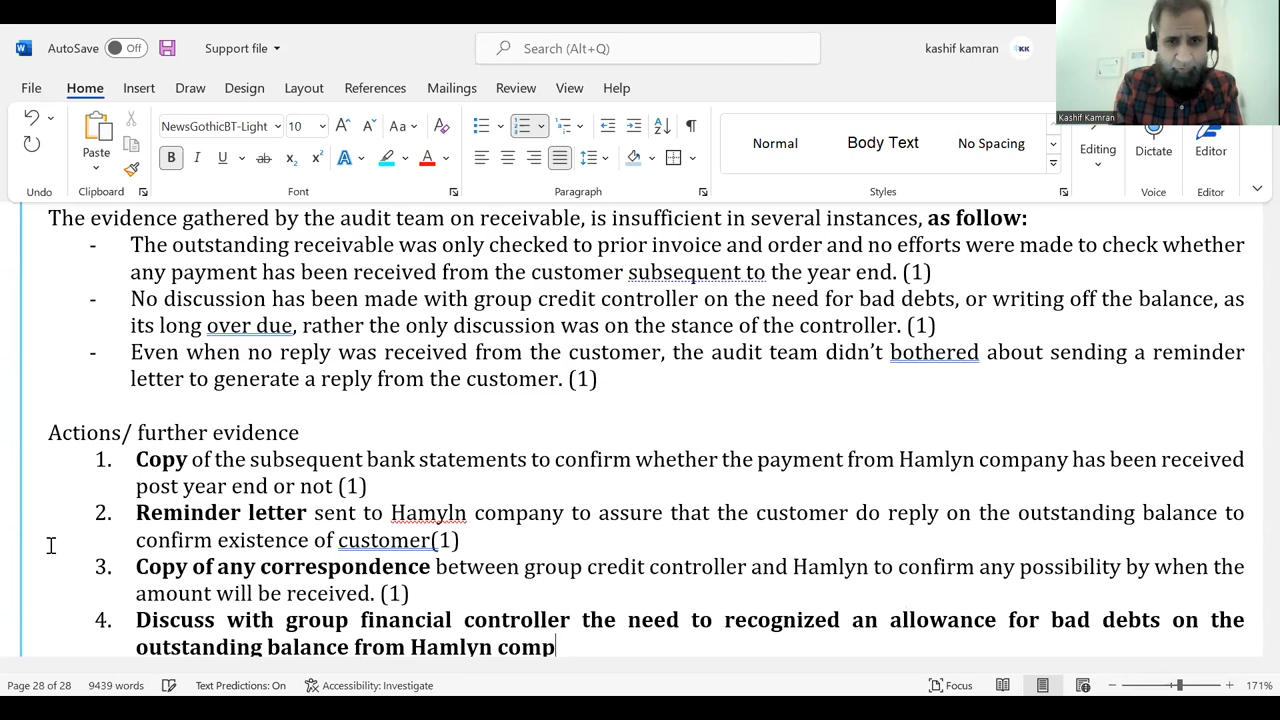 AutoSave Off Support file Search (Alt+Q) kashif kamran KK
File Home Insert Draw Design Layout References Mailings Review View Help
Kashif Kamran
NewsGothicBT-Light 10 Aa Normal Body Text No Spacing
Paste Editing Dictate Editor
Undo Clipboard Font Paragraph Styles Voice Editor
The evidence gathered by the audit team on receivable, is insufficient in several instances, as follow:
- The outstanding receivable was only checked to prior invoice and order and no efforts were made to check whether
any payment has been received from the customer subsequent to the year end. (1)
- No discussion has been made with group credit controller on the need for bad debts, or writing off the balance, as
its long over due, rather the only discussion was on the stance of the controller. (1)
- Even when no reply was received from the customer, the audit team didn't bothered about sending a reminder
letter to generate a reply from the customer. (1)
Actions/ further evidence
1. Copy of the subsequent bank statements to confirm whether the payment from Hamlyn company has been received
post year end or not (1)
2. Reminder letter sent to Hamyln company to assure that the customer do reply on the outstanding balance to
confirm existence of customer(1)
3. Copy of any correspondence between group credit controller and Hamlyn to confirm any possibility by when the
amount will be received. (1)
4. Discuss with group financial controller the need to recognized an allowance for bad debts on the
outstanding balance from Hamlyn comp
Page 28 of 28 9439 words Text Predictions: On Accessibility: Investigate Focus 171%